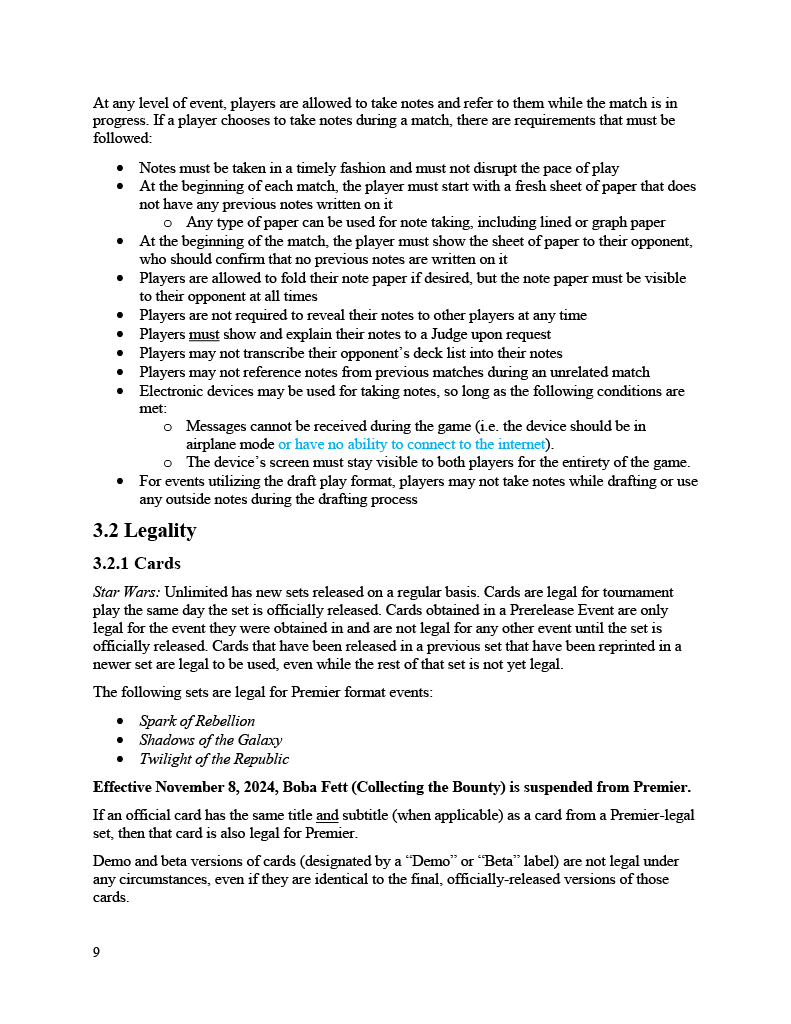 At any level of event, players are allowed to take notes and refer to them while the match is in
progress. If a player chooses to take notes during a match, there are requirements that must be
followed:
• Notes must be taken in a timely fashion and must not disrupt the pace of play
• At the beginning of each match, the player must start with a fresh sheet of paper that does
not have any previous notes written on it
o Any type of paper can be used for note taking, including lined or graph paper
• At the beginning of the match, the player must show the sheet of paper to their opponent,
who should confirm that no previous notes are written on it
• Players are allowed to fold their note paper if desired, but the note paper must be visible
to their opponent at all times
• Players are not required to reveal their notes to other players at any time
• Players must show and explain their notes to a Judge upon request
• Players may not transcribe their opponent's deck list into their notes
• Players may not reference notes from previous matches during an unrelated match
• Electronic devices may be used for taking notes, so long as the following conditions are
met:
o Messages cannot be received during the game (i.e. the device should be in
airplane mode or have no ability to connect to the internet).
o The device's screen must stay visible to both players for the entirety of the game.
• For events utilizing the draft play format, players may not take notes while drafting or use
any outside notes during the drafting process
3.2 Legality
3.2.1 Cards
Star Wars: Unlimited has new sets released on a regular basis. Cards are legal for tournament
play the same day the set is officially released. Cards obtained in a Prerelease Event are only
legal for the event they were obtained in and are not legal for any other event until the set is
officially released. Cards that have been released in a previous set that have been reprinted in a
newer set are legal to be used, even while the rest of that set is not yet legal.
The following sets are legal for Premier format events:
• Spark of Rebellion
• Shadows of the Galaxy
• Twilight of the Republic
Effective November 8, 2024, Boba Fett (Collecting the Bounty) is suspended from Premier.
If an official card has the same title and subtitle (when applicable) as a card from a Premier-legal
set, then that card is also legal for Premier.
Demo and beta versions of cards (designated by a “Demo” or “Beta” label) are not legal under
any circumstances, even if they are identical to the final, officially-released versions of those
cards.
9